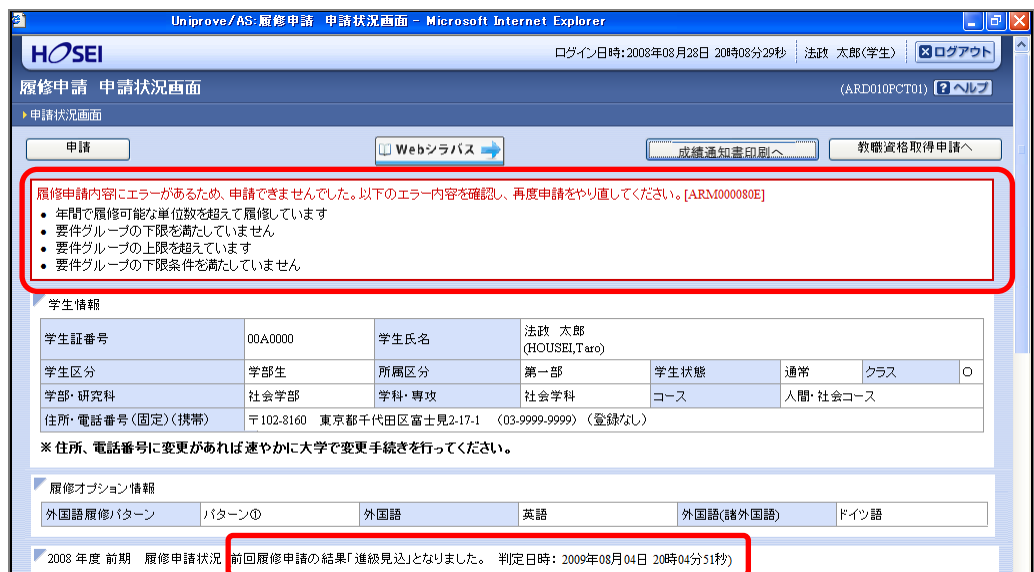 Uniprove/AS:履修申請 申請状況画面 - Microsoft Internet Explorer
HOSEI
ログイン日時:2008年08月28日 20時08分29秒 法政 太郎(学生) ログアウト
履修申請 申請状況画面
(ARD010PCT01) ? ヘルプ
申請状況画面
申請 Webシラバス 成績通知書印刷へ 教職資格取得申請へ
履修申請内容にエラーがあるため、申請できませんでした。以下のエラー内容を確認し、再度申請をやり直してください。[ARM000080E]
• 年間で履修可能な単位数を超えて履修しています
• 要件グループの下限を満たしていません
• 要件グループの上限を超えています
• 要件グループの下限条件を満たしていません
学生情報
学生証番号 00A0000 学生氏名 法政 太郎
(HOUSEI,Taro)
学生区分 学部生 所属区分 第一部 学生状態 通常 クラス O
学部・研究科 社会学部 学科・専攻 社会学科 コース 人間・社会コース
住所・電話番号(固定)(携帯) 〒102-8160 東京都千代田区富士見2-17-1 (03-9999-9999) (登録なし)
※住所、電話番号に変更があれば速やかに大学で変更手続きを行ってください。
履修オプション情報
外国語履修パターン パターン① 外国語 英語 外国語(諸外国語) ドイツ語
2008 年度 前期 履修申請状況 前回履修申請の結果「進級見込」となりました。 判定日時: 2009年08月04日 20時04分51秒)